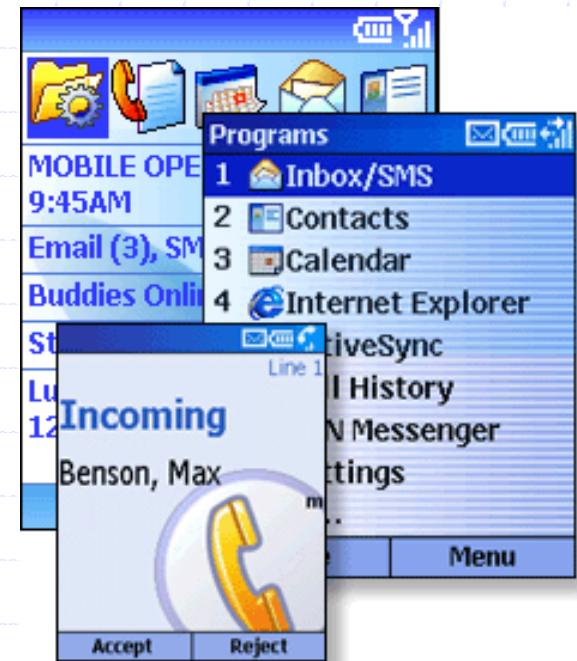 MOBILE OPE
9:45AM
Email (3), SM
Buddies Onli
St
Lu
12
Programs
1 Inbox/SMS
2 Contacts
3 Calendar
4 Internet Explorer
tiveSync
l History
N Messenger
ttings
..
e Menu
Line 1
Incoming
Benson, Max
m
Accept Reject